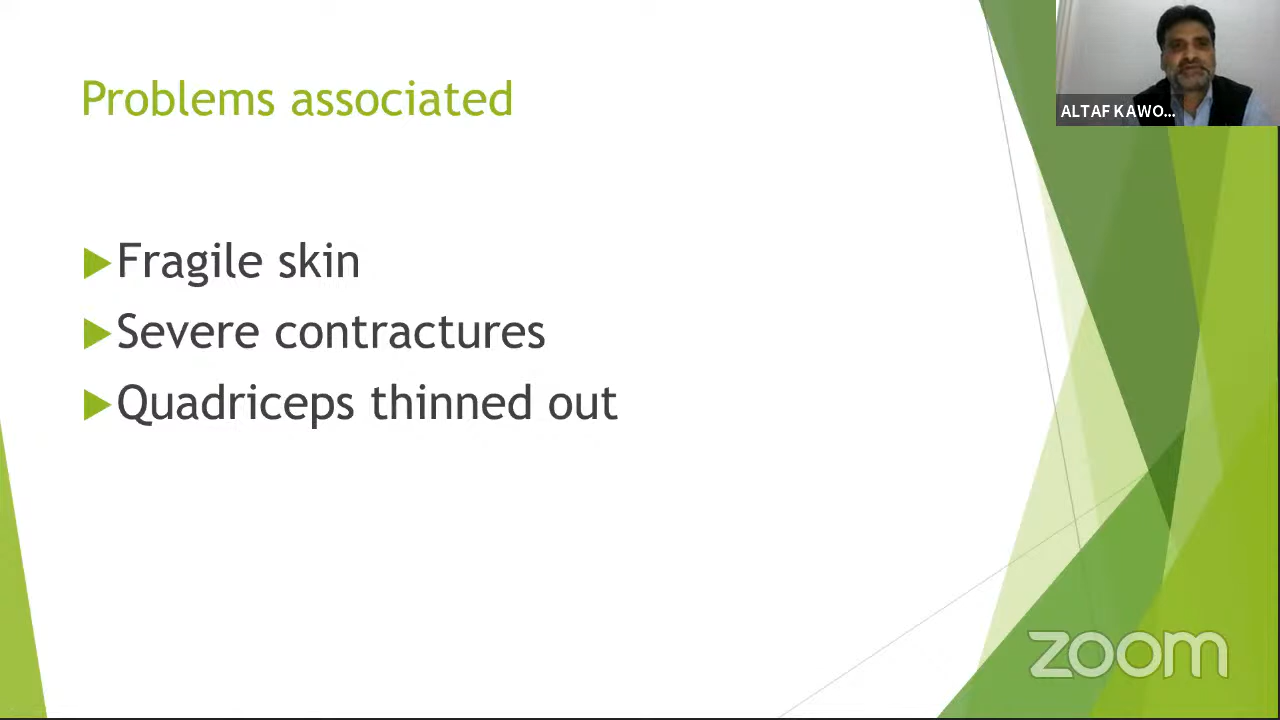 Problems associated
ALTAF KAWO...
Fragile skin
Severe contractures
Quadriceps thinned out
zoom